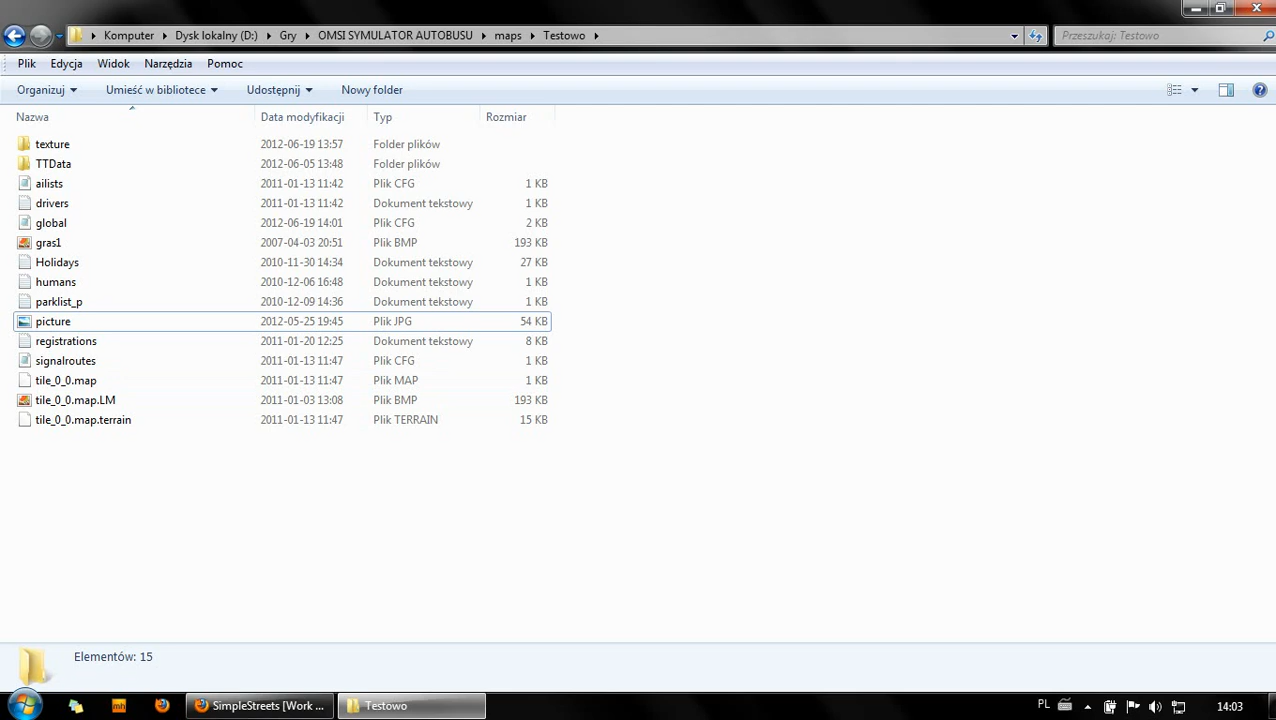 Komputer Dysk lokalny (D:) Gry OMSI SYMULATOR AUTOBUSU maps Testowo Przeszukaj: Testowo
Plik Edycja Widok Narzędzia Pomoc
Organizuj Umieść w bibliotece Udostępnij Nowy folder
Nazwa Data modyfikacji Typ Rozmiar
texture 2012-06-19 13:57 Folder plików
TTData 2012-06-05 13:48 Folder plików
ailists 2011-01-13 11:42 Plik CFG 1 KB
drivers 2011-01-13 11:42 Dokument tekstowy 1 KB
global 2012-06-19 14:01 Plik CFG 2 KB
gras1 2007-04-03 20:51 Plik BMP 193 KB
Holidays 2010-11-30 14:34 Dokument tekstowy 27 KB
humans 2010-12-06 16:48 Dokument tekstowy 1 KB
parklist_p 2010-12-09 14:36 Dokument tekstowy 1 KB
picture 2012-05-25 19:45 Plik JPG 54 KB
registrations 2011-01-20 12:25 Dokument tekstowy 8 KB
signalroutes 2011-01-13 11:47 Plik CFG 1 KB
tile_0_0.map 2011-01-13 11:47 Plik MAP 1 KB
tile_0_0.map.LM 2011-01-03 13:08 Plik BMP 193 KB
tile_0_0.map.terrain 2011-01-13 11:47 Plik TERRAIN 15 KB
Elementów: 15
mh SimpleStreets [Work ... Testowo PL 14:03